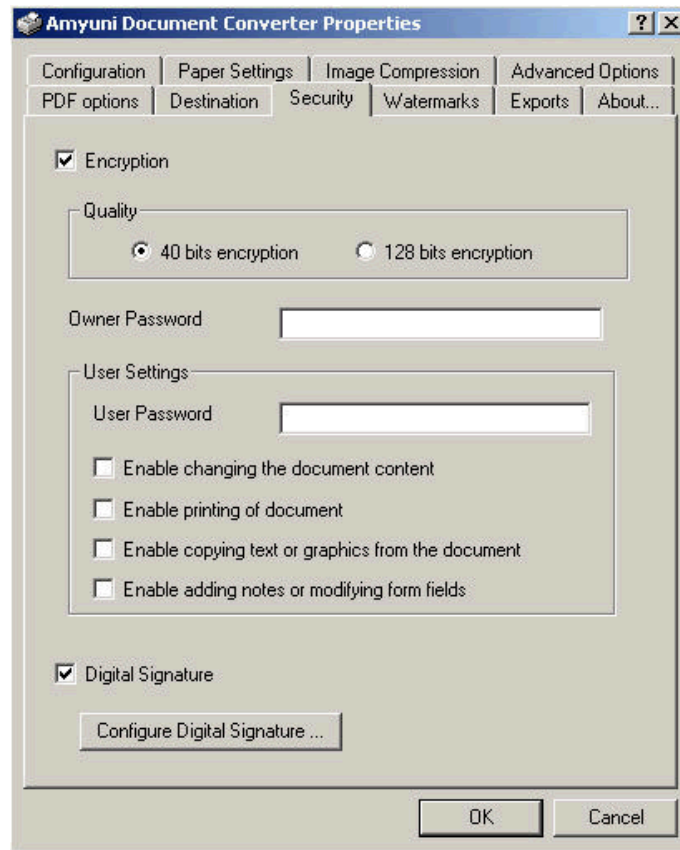 Amyuni Document Converter Properties
Configuration Paper Settings Image Compression Advanced Options
PDF options Destination Security Watermarks Exports About...
Encryption
Quality
40 bits encryption 128 bits encryption
Owner Password
User Settings
User Password
Enable changing the document content
Enable printing of document
Enable copying text or graphics from the document
Enable adding notes or modifying form fields
Digital Signature
Configure Digital Signature ...
OK Cancel